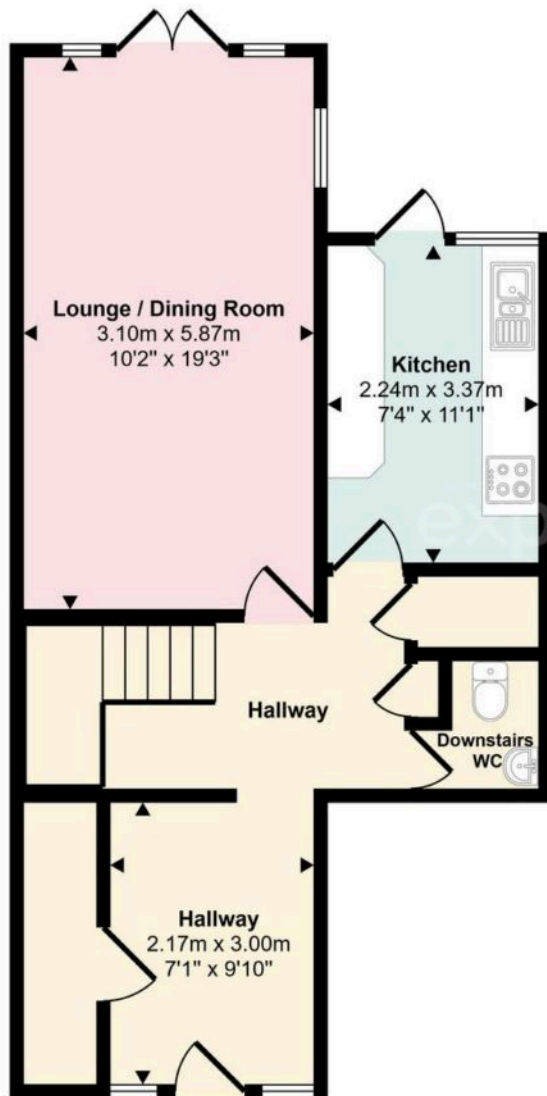 Lounge / Dining Room
3.10m x 5.87m
10'2" x 19'3"
Kitchen
2.24m x 3.37m
7'4" x 11'1"
exp
Hallway
Downstairs
WC
Hallway
2.17m x 3.00m
7'1" x 9'10"